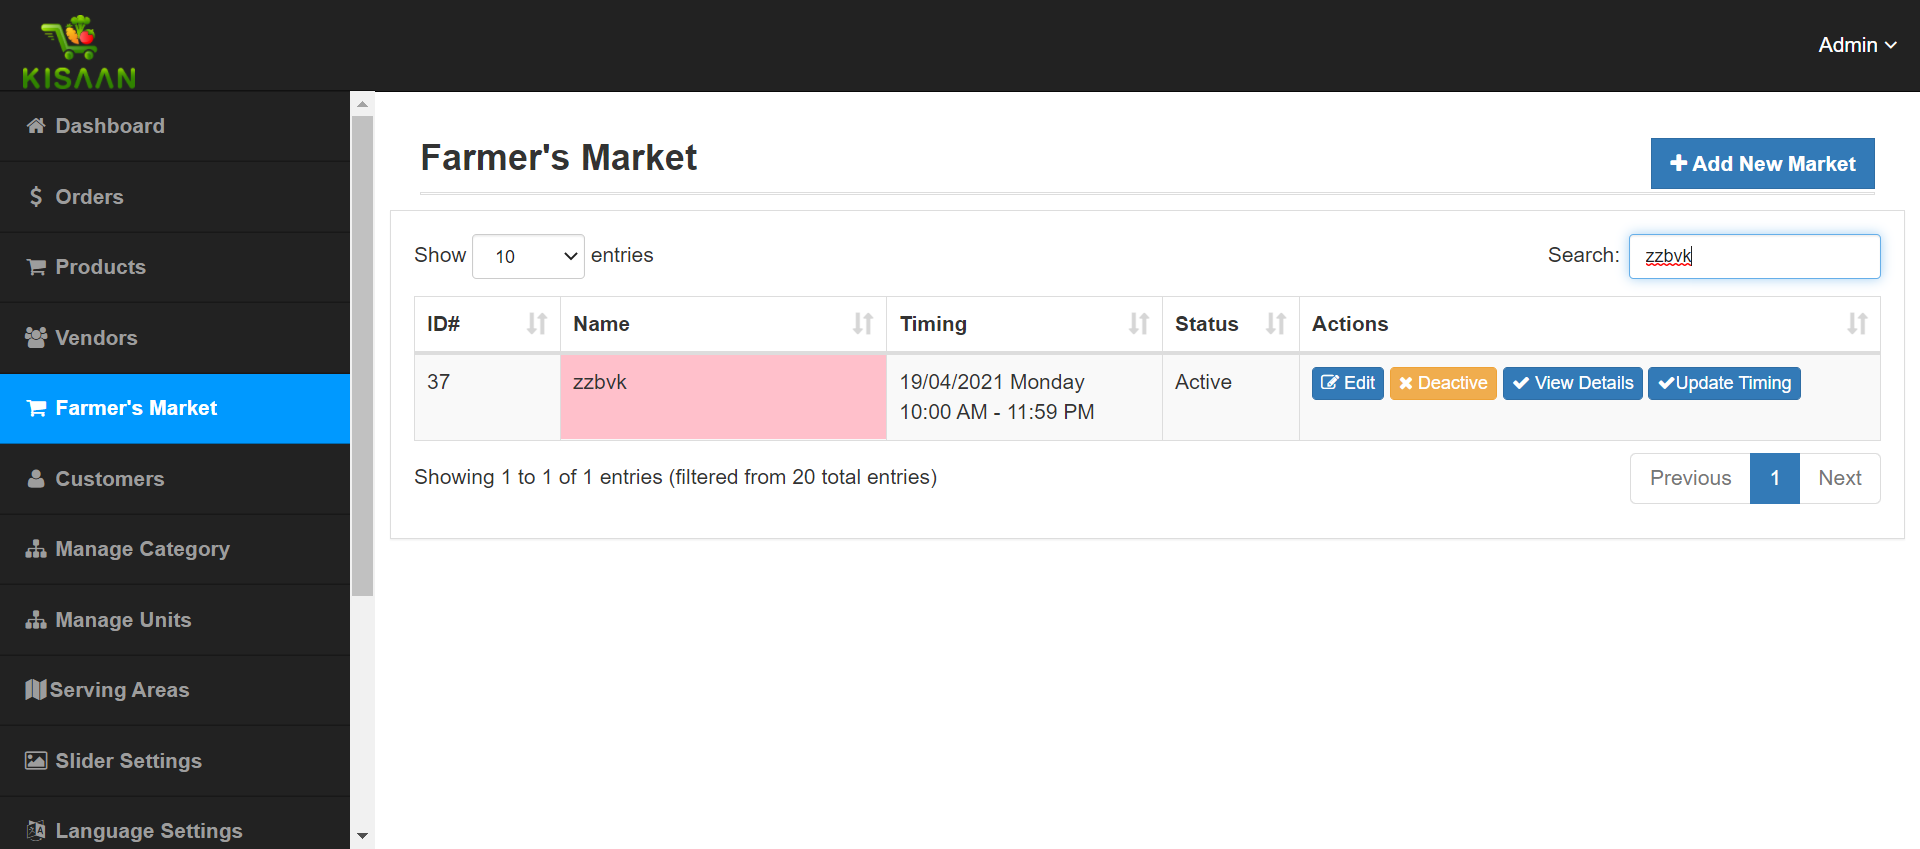 KISAAN
Admin
Dashboard
Orders
Products
Vendors
Farmer's Market
Customers
Manage Category
Manage Units
Serving Areas
Slider Settings
Language Settings
Farmer's Market
Add New Market
Show 10 entries
Search: zzbvk
ID# Name Timing Status Actions
37 zzbvk 19/04/2021 Monday Active Edit Deactive View Details Update Timing
10:00 AM - 11:59 PM
Showing 1 to 1 of 1 entries (filtered from 20 total entries)
Previous 1 Next